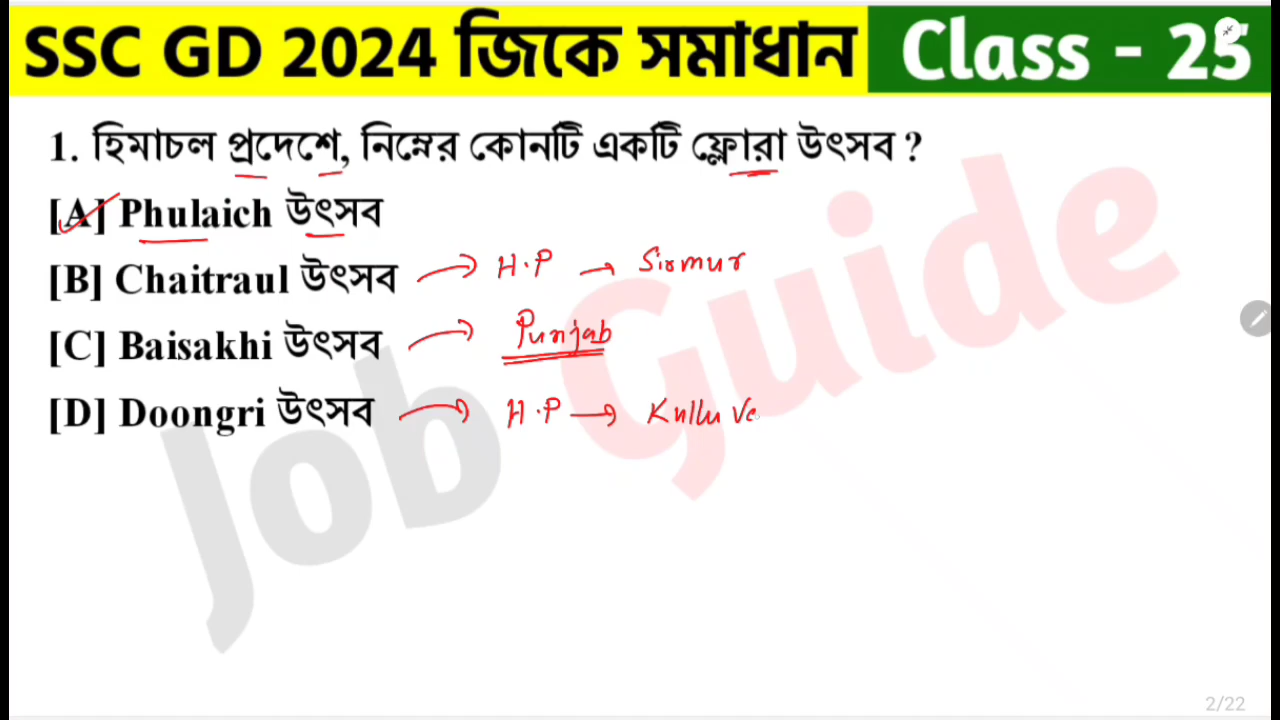 SSC GD 2024 জিকে সমাধান Class - 25
1. হিমাচল প্রদেশে, নিম্নের কোনটি একটি ফ্লোরা উৎসব ?
[A] Phulaich উৎসব
[B] Chaitraul উৎসব → H.P → Sirmur
[C] Baisakhi উৎসব → Punjab
[D] Doongri উৎসব → H.P → Kullu Ve
Job Guide
2/22